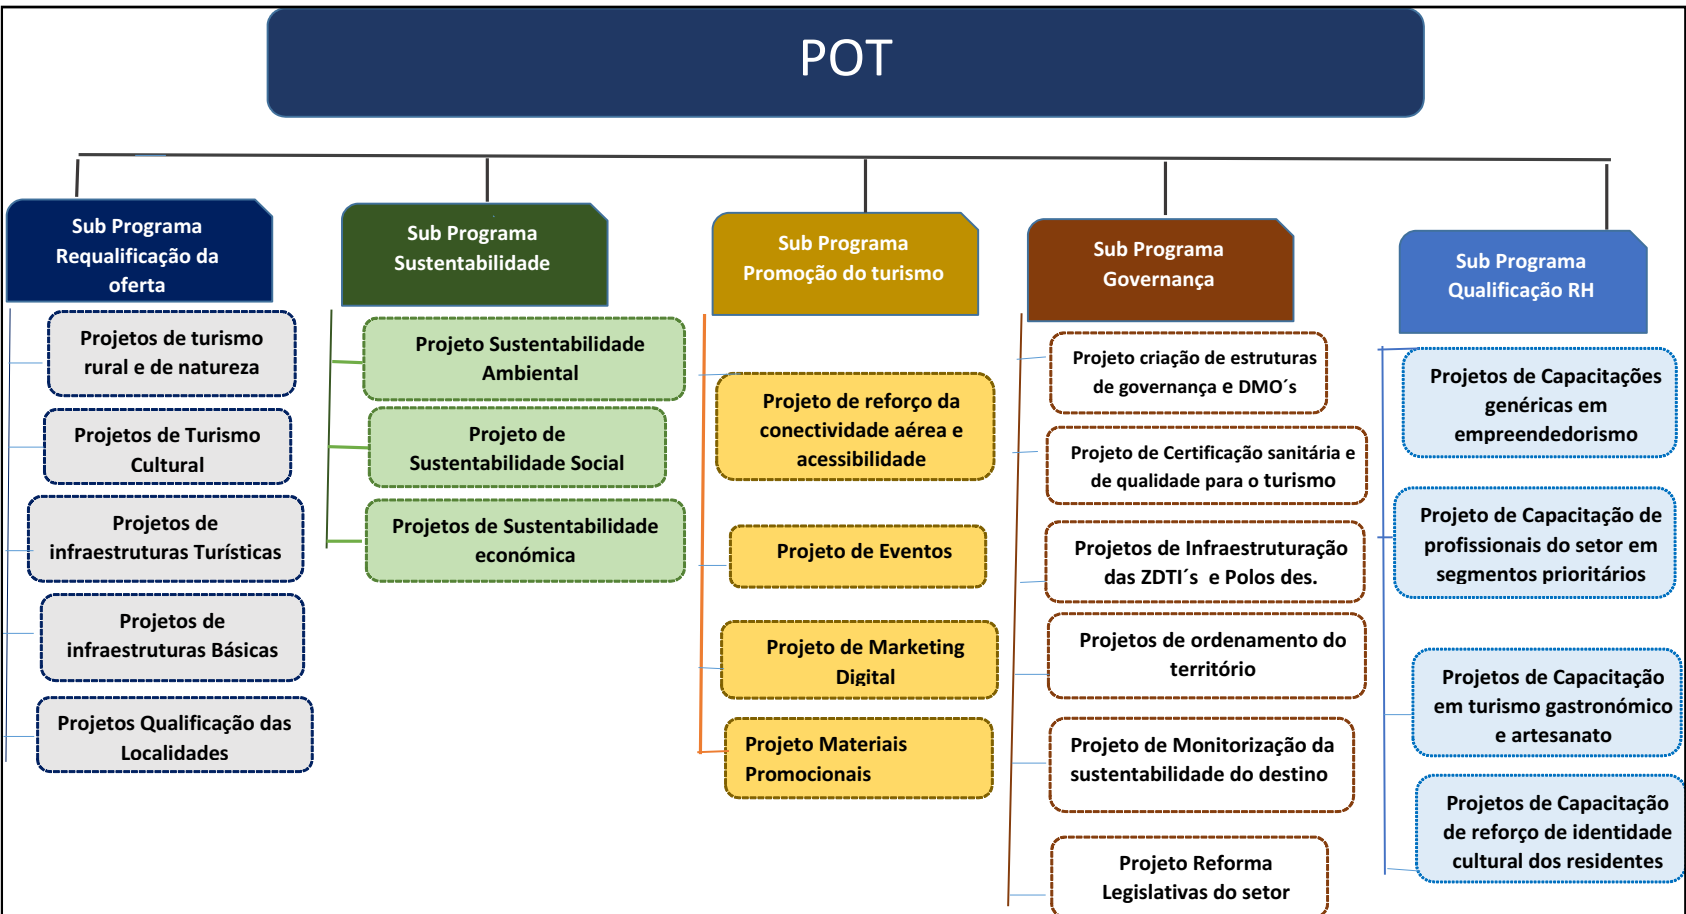 POT
Sub Programa
Requalificação da
oferta
Projetos de turismo
rural e de natureza
Projetos de Turismo
Cultural
Projetos de
infraestruturas Turísticas
Projetos de
infraestruturas Básicas
Projetos Qualificação das
Localidades
Sub Programa
Sustentabilidade
Projeto Sustentabilidade
Ambiental
Projeto de
Sustentabilidade Social
Projetos de Sustentabilidade
económica
Sub Programa
Promoção do turismo
Projeto de reforço da
conectividade aérea e
acessibilidade
Projeto de Eventos
Projeto de Marketing
Digital
Projeto Materiais
Promocionais
Sub Programa
Governança
Projeto criação de estruturas
de governança e DMO´s
Projeto de Certificação sanitária e
de qualidade para o turismo
Projetos de Infraestruturação
das ZDTI´s e Polos des.
Projetos de ordenamento do
território
Projeto de Monitorização da
sustentabilidade do destino
Projeto Reforma
Legislativas do setor
Sub Programa
Qualificação RH
Projetos de Capacitações
genéricas em
empreendedorismo
Projeto de Capacitação de
profissionais do setor em
segmentos prioritários
Projetos de Capacitação
em turismo gastronómico
e artesanato
Projetos de Capacitação
de reforço de identidade
cultural dos residentes